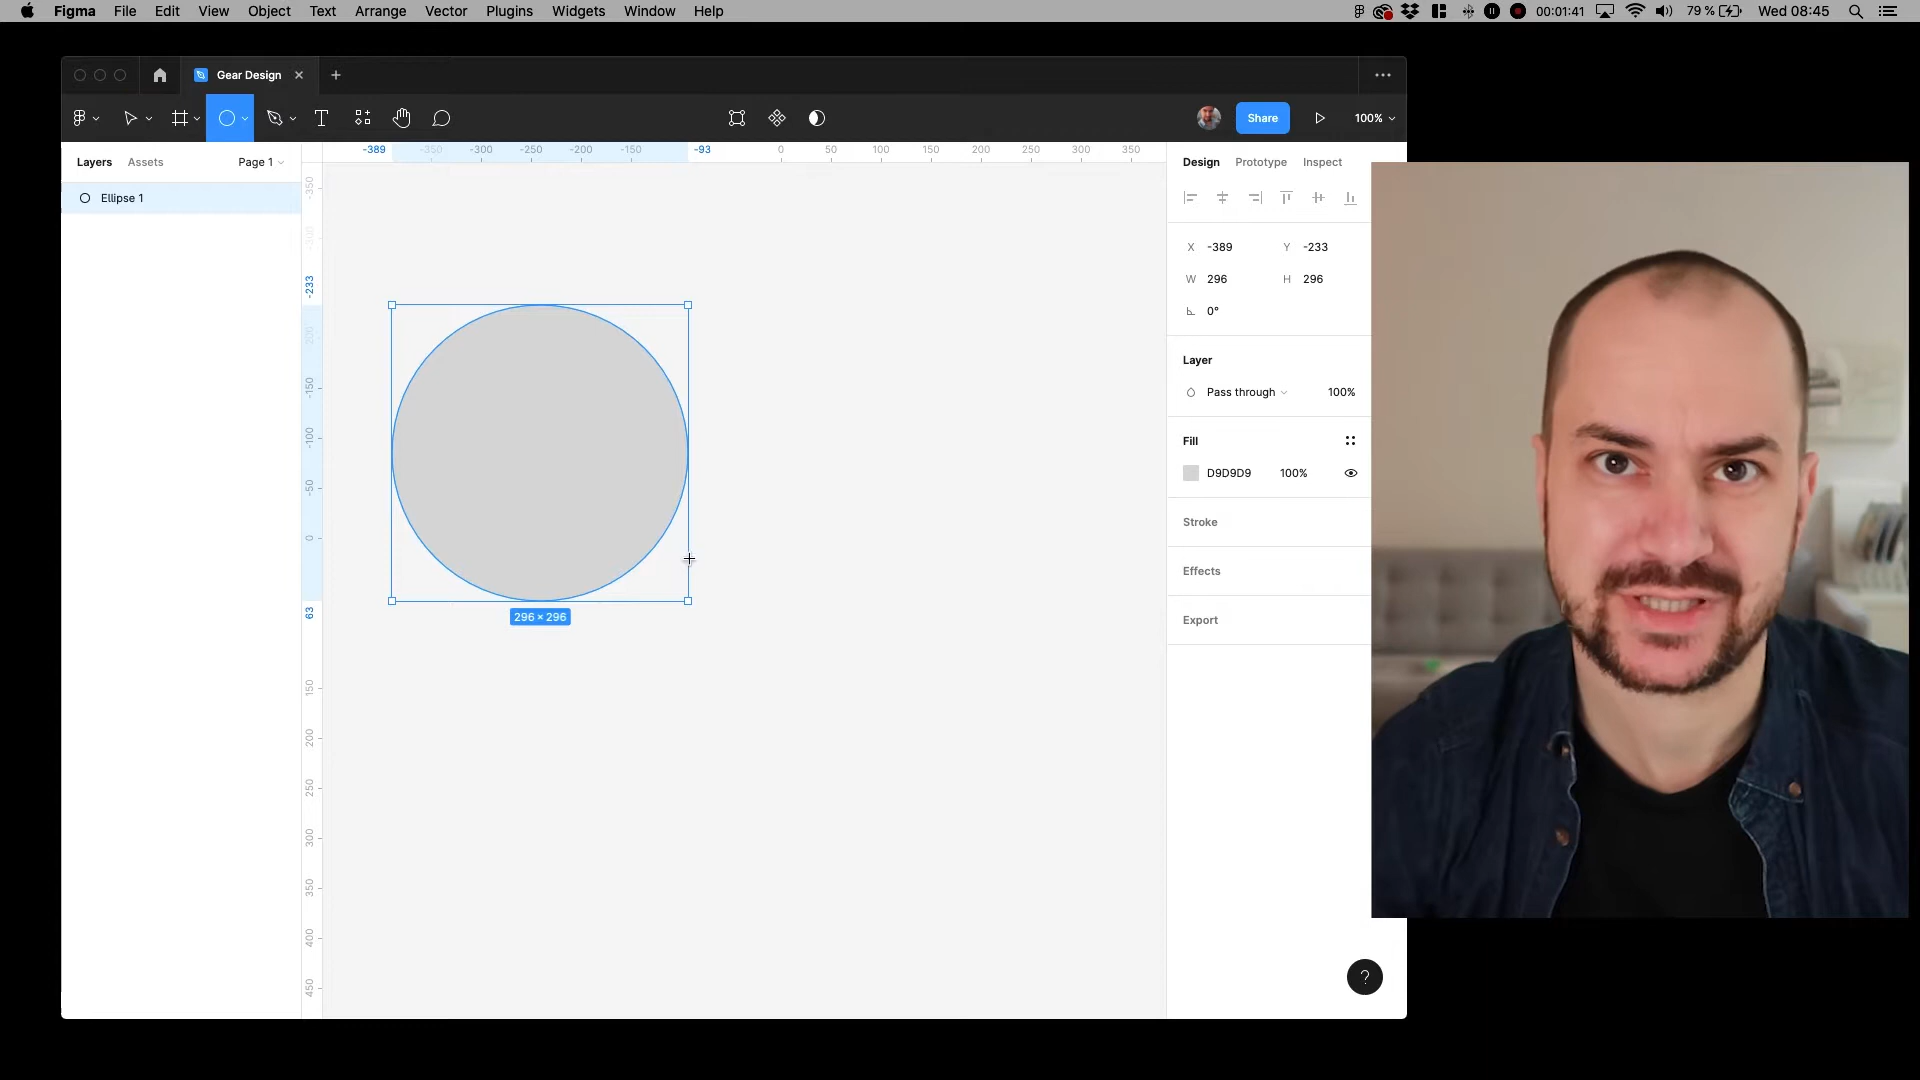 Figma File Edit View Object Text Arrange Vector Plugins Widgets Window Help 00:01:41 79 % Wed 08:45
Gear Design
T Share 100%
Layers Assets Page 1
Ellipse 1
-389 -350 -300 -250 -200 -150 -93 0 50 100 150 200 250 300 350
-350
-300
-233
-200
-150
-100
-50
0
63
150
200
250
300
350
400
450
296 × 296
Design Prototype Inspect
X -389 Y -233
W 296 H 296
0°
Layer
Pass through 100%
Fill
D9D9D9 100%
Stroke
Effects
Export
?